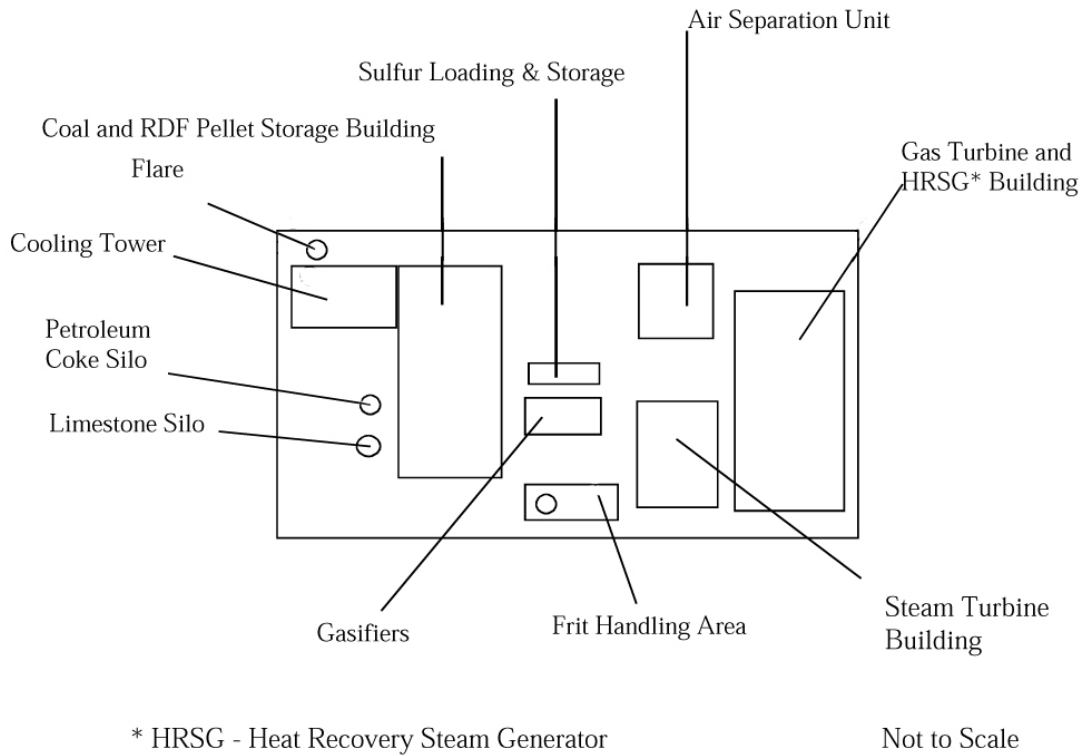 Air Separation Unit
Sulfur Loading & Storage
Coal and RDF Pellet Storage Building
Flare
Gas Turbine and
HRSG* Building
Cooling Tower
Petroleum
Coke Silo
Limestone Silo
Gasifiers
Frit Handling Area
Steam Turbine
Building
* HRSG - Heat Recovery Steam Generator
Not to Scale